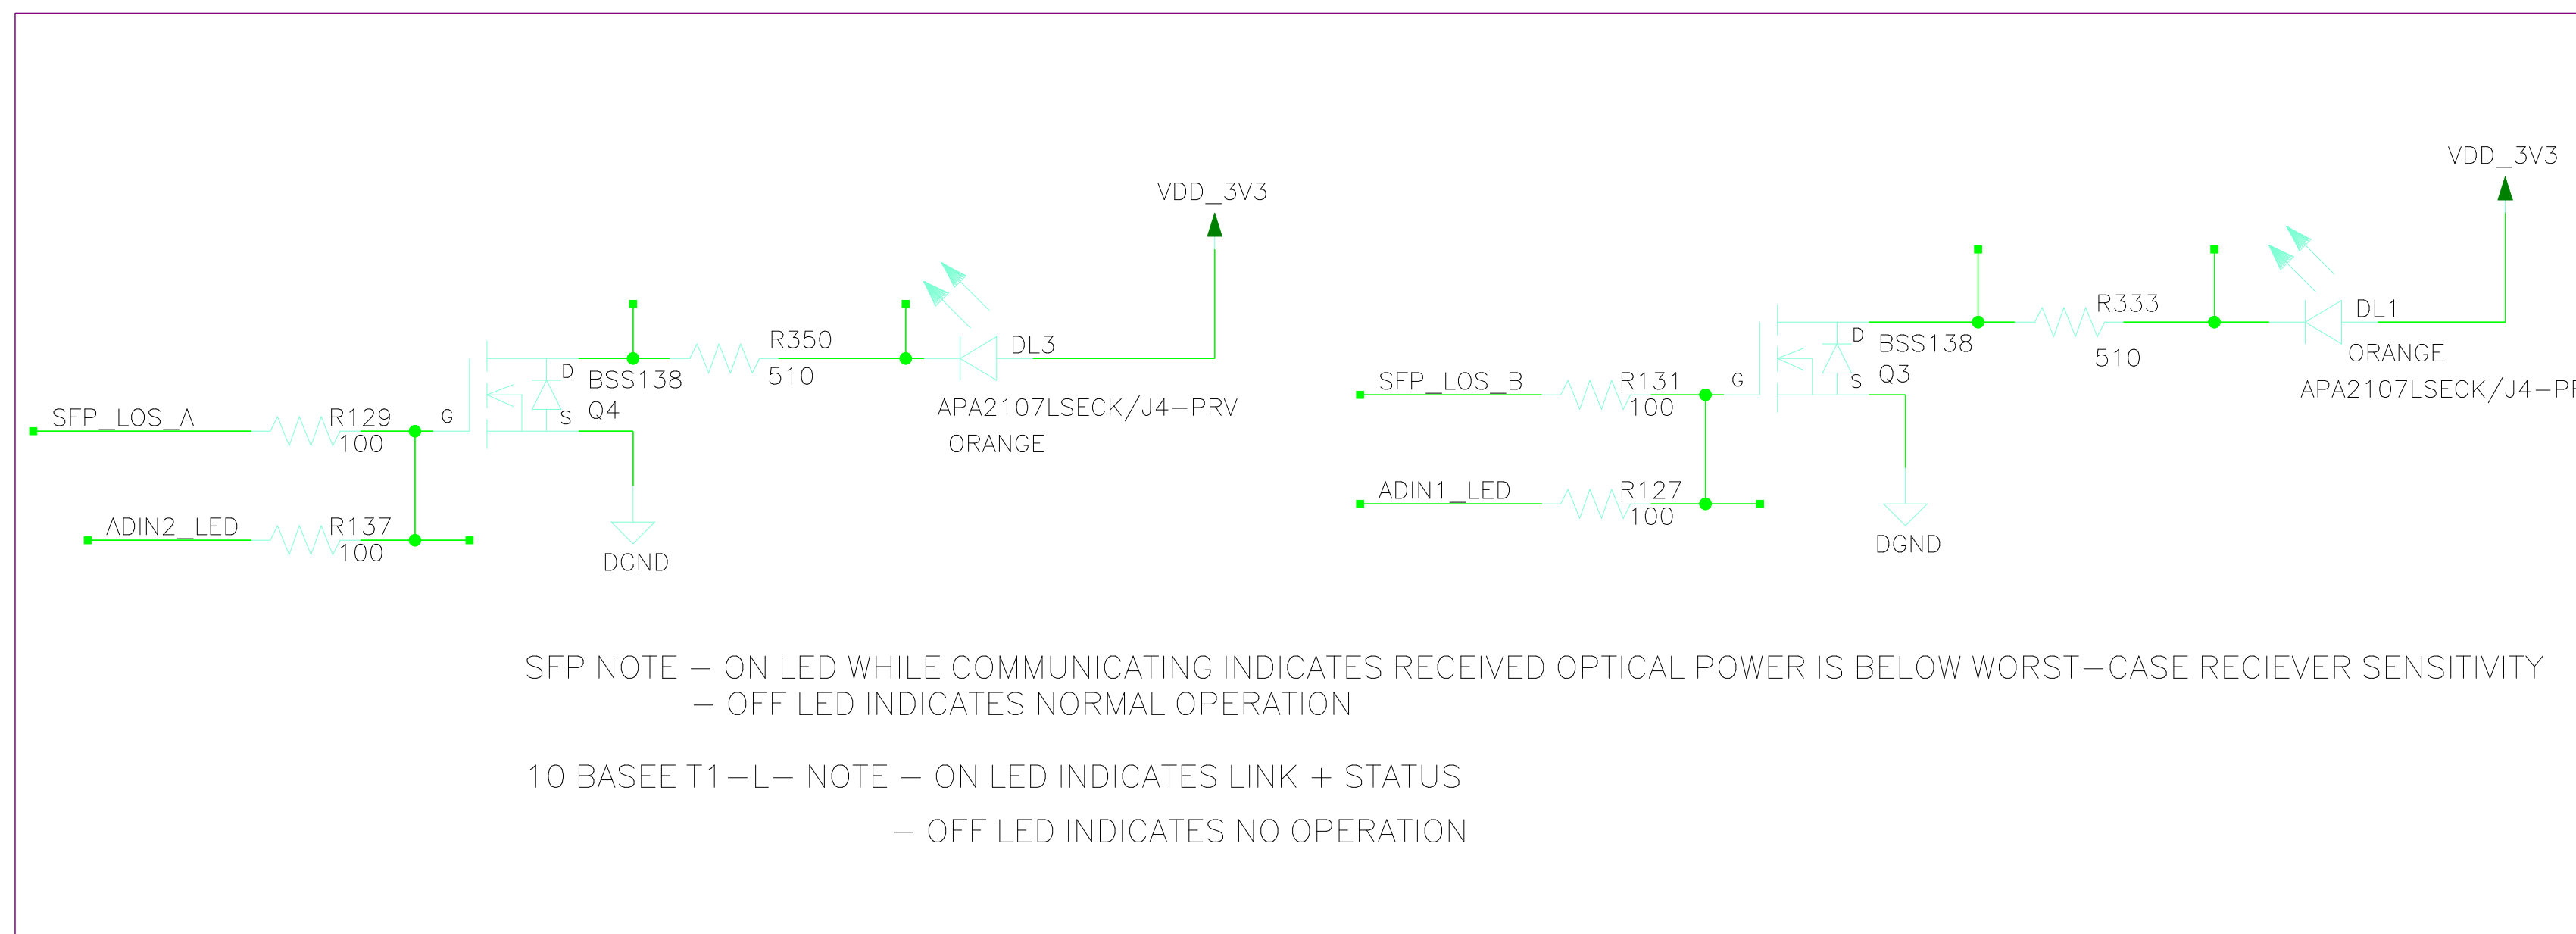 VDD_3V3
R350
510
DL3
APA2107LSECK/J4-PRV
ORANGE
D
BSS138
S
Q4
G
SFP_LOS_A
R129
100
ADIN2_LED
R137
100
DGND
VDD_3V3
R333
510
DL1
ORANGE
D
BSS138
S
Q3
G
SFP_LOS_B
R131
100
ADIN1_LED
R127
100
DGND
SFP NOTE – ON LED WHILE COMMUNICATING INDICATES RECEIVED OPTICAL POWER IS BELOW WORST–CASE RECIEVER SENSITIVITY
– OFF LED INDICATES NORMAL OPERATION
10 BASEE T1–L– NOTE – ON LED INDICATES LINK + STATUS
– OFF LED INDICATES NO OPERATION